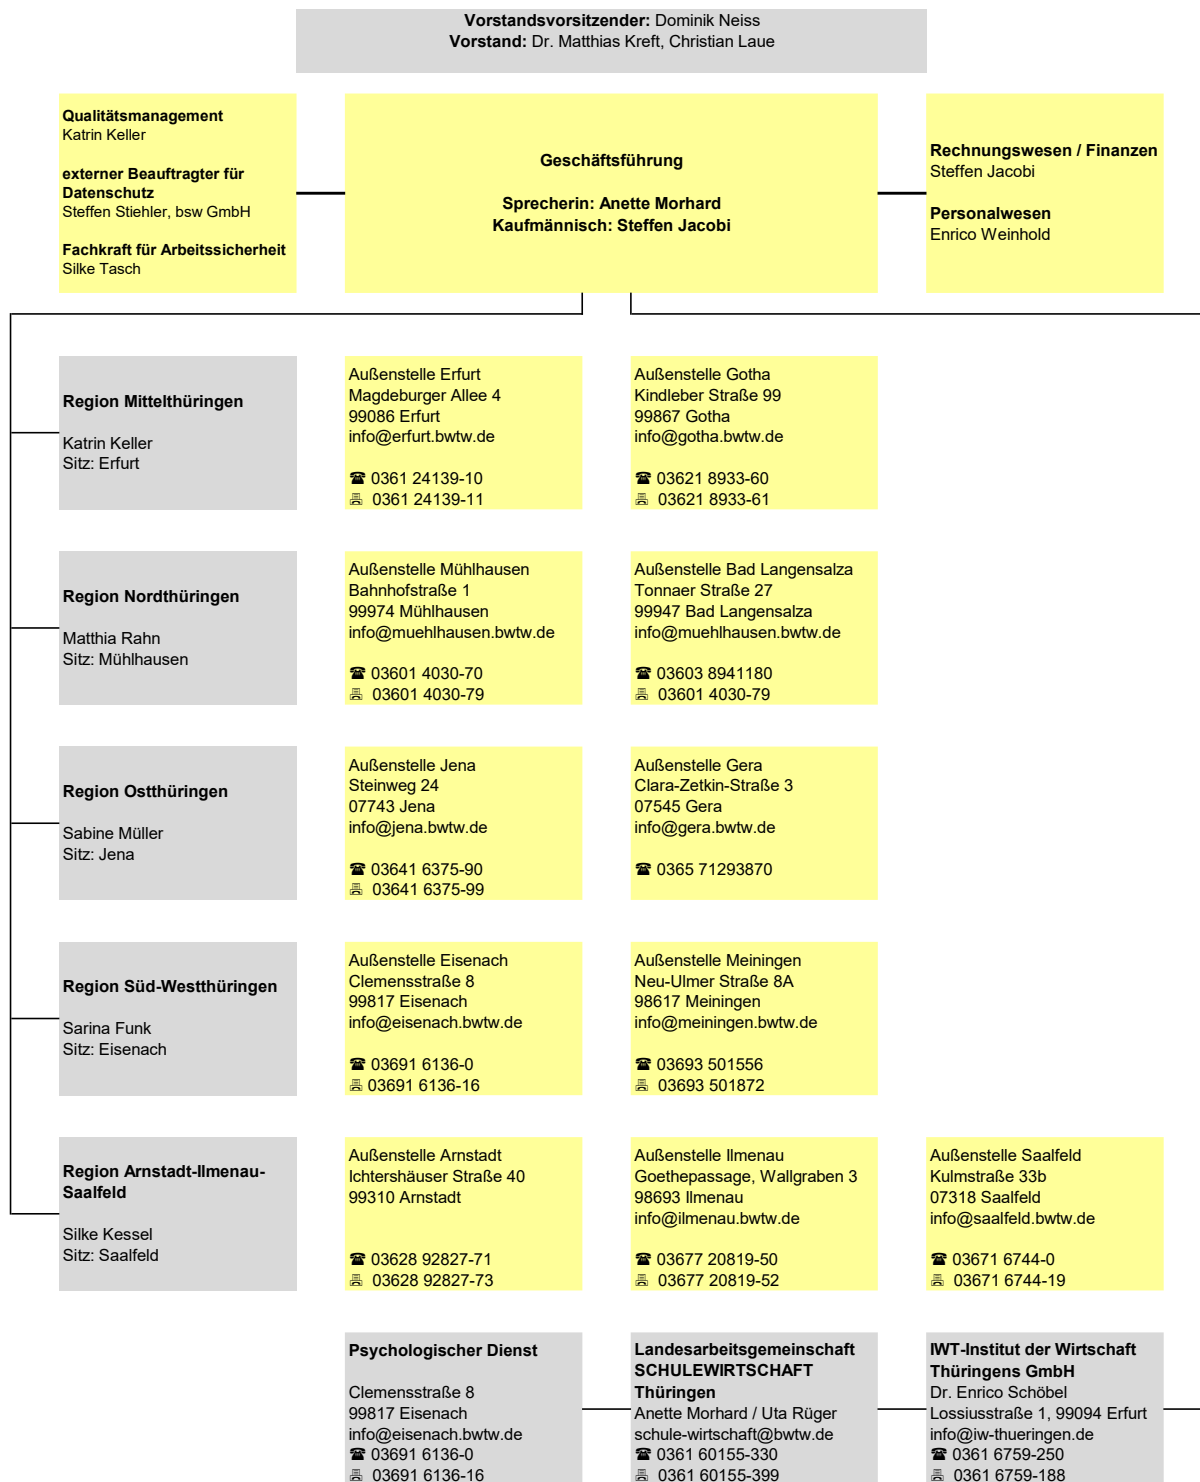 Vorstandsvorsitzender: Dominik Neiss
Vorstand: Dr. Matthias Kreft, Christian Laue
Qualitätsmanagement
Katrin Keller
externer Beauftragter für
Datenschutz
Steffen Stiehler, bsw GmbH
Fachkraft für Arbeitssicherheit
Silke Tasch
Geschäftsführung
Sprecherin: Anette Morhard
Kaufmännisch: Steffen Jacobi
Rechnungswesen / Finanzen
Steffen Jacobi
Personalwesen
Enrico Weinhold
Region Mittelthüringen
Katrin Keller
Sitz: Erfurt
Außenstelle Erfurt
Magdeburger Allee 4
99086 Erfurt
info@erfurt.bwtw.de
☎ 0361 24139-10
🖷 0361 24139-11
Außenstelle Gotha
Kindleber Straße 99
99867 Gotha
info@gotha.bwtw.de
☎ 03621 8933-60
🖷 03621 8933-61
Region Nordthüringen
Matthia Rahn
Sitz: Mühlhausen
Außenstelle Mühlhausen
Bahnhofstraße 1
99974 Mühlhausen
info@muehlhausen.bwtw.de
☎ 03601 4030-70
🖷 03601 4030-79
Außenstelle Bad Langensalza
Tonnaer Straße 27
99947 Bad Langensalza
info@muehlhausen.bwtw.de
☎ 03603 8941180
🖷 03601 4030-79
Region Ostthüringen
Sabine Müller
Sitz: Jena
Außenstelle Jena
Steinweg 24
07743 Jena
info@jena.bwtw.de
☎ 03641 6375-90
🖷 03641 6375-99
Außenstelle Gera
Clara-Zetkin-Straße 3
07545 Gera
info@gera.bwtw.de
☎ 0365 71293870
Region Süd-Westthüringen
Sarina Funk
Sitz: Eisenach
Außenstelle Eisenach
Clemensstraße 8
99817 Eisenach
info@eisenach.bwtw.de
☎ 03691 6136-0
🖷 03691 6136-16
Außenstelle Meiningen
Neu-Ulmer Straße 8A
98617 Meiningen
info@meiningen.bwtw.de
☎ 03693 501556
🖷 03693 501872
Region Arnstadt-Ilmenau-
Saalfeld
Silke Kessel
Sitz: Saalfeld
Außenstelle Arnstadt
Ichtershäuser Straße 40
99310 Arnstadt
☎ 03628 92827-71
🖷 03628 92827-73
Außenstelle Ilmenau
Goethepassage, Wallgraben 3
98693 Ilmenau
info@ilmenau.bwtw.de
☎ 03677 20819-50
🖷 03677 20819-52
Außenstelle Saalfeld
Kulmstraße 33b
07318 Saalfeld
info@saalfeld.bwtw.de
☎ 03671 6744-0
🖷 03671 6744-19
Psychologischer Dienst
Clemensstraße 8
99817 Eisenach
info@eisenach.bwtw.de
☎ 03691 6136-0
🖷 03691 6136-16
Landesarbeitsgemeinschaft
SCHULEWIRTSCHAFT
Thüringen
Anette Morhard / Uta Rüger
schule-wirtschaft@bwtw.de
☎ 0361 60155-330
🖷 0361 60155-399
IWT-Institut der Wirtschaft
Thüringens GmbH
Dr. Enrico Schöbel
Lossiusstraße 1, 99094 Erfurt
info@iw-thueringen.de
☎ 0361 6759-250
🖷 0361 6759-188